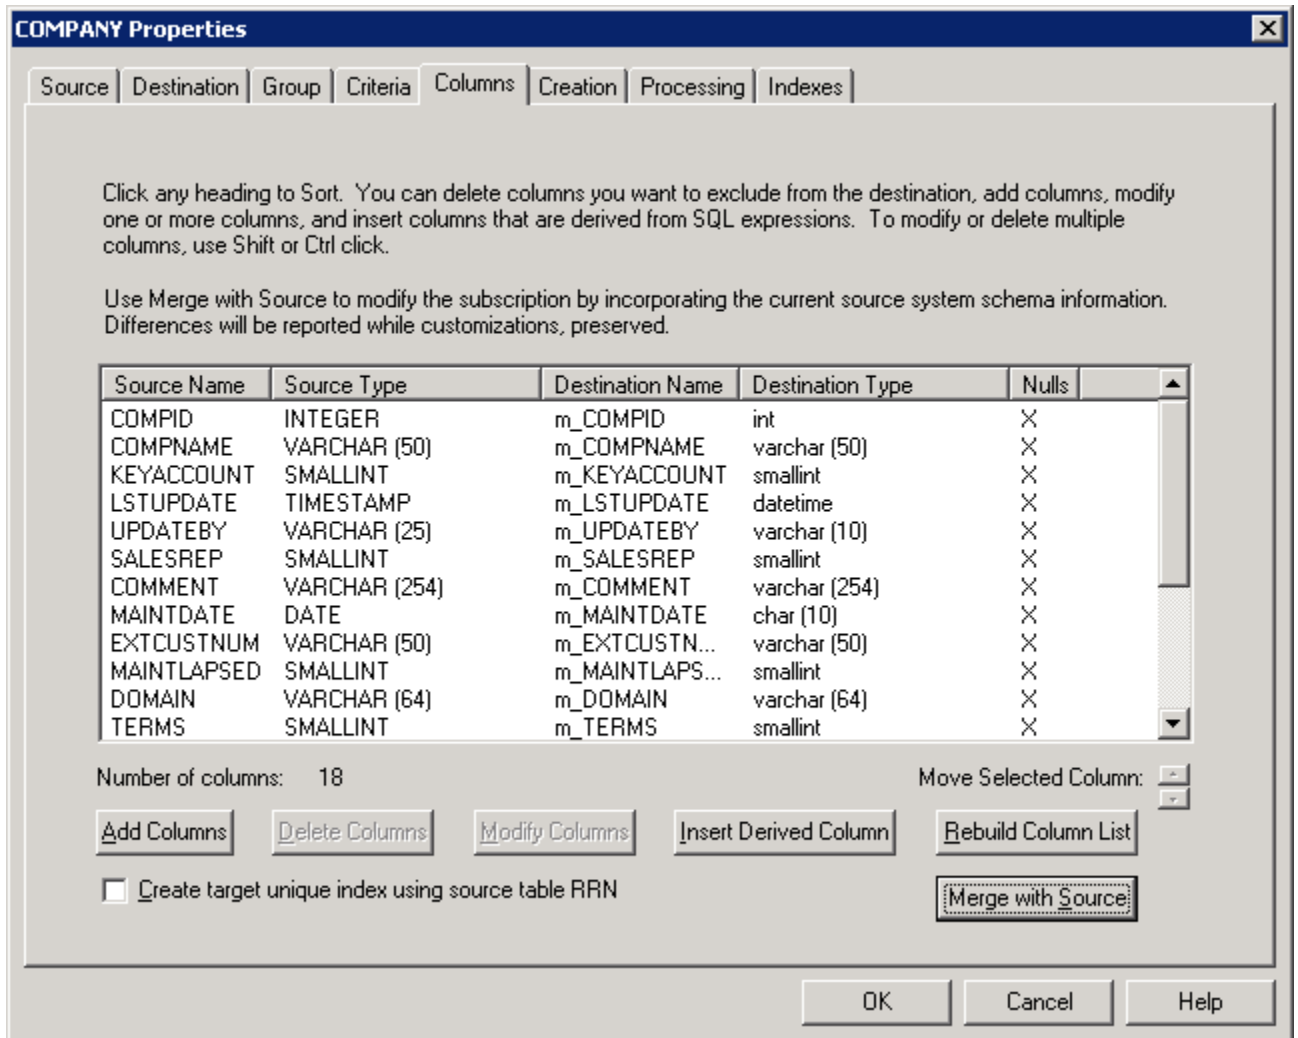 COMPANY Properties
Source Destination Group Criteria Columns Creation Processing Indexes
Click any heading to Sort. You can delete columns you want to exclude from the destination, add columns, modify
one or more columns, and insert columns that are derived from SQL expressions. To modify or delete multiple
columns, use Shift or Ctrl click.
Use Merge with Source to modify the subscription by incorporating the current source system schema information.
Differences will be reported while customizations, preserved.
Source Name Source Type Destination Name Destination Type Nulls
COMPID INTEGER m_COMPID int X
COMPNAME VARCHAR (50) m_COMPNAME varchar (50) X
KEYACCOUNT SMALLINT m_KEYACCOUNT smallint X
LSTUPDATE TIMESTAMP m_LSTUPDATE datetime X
UPDATEBY VARCHAR (25) m_UPDATEBY varchar (10) X
SALESREP SMALLINT m_SALESREP smallint X
COMMENT VARCHAR (254) m_COMMENT varchar (254) X
MAINTDATE DATE m_MAINTDATE char (10) X
EXTCUSTNUM VARCHAR (50) m_EXTCUSTN... varchar (50) X
MAINTLAPSED SMALLINT m_MAINTLAPS... smallint X
DOMAIN VARCHAR (64) m_DOMAIN varchar (64) X
TERMS SMALLINT m_TERMS smallint X
Number of columns: 18 Move Selected Column:
Add Columns Delete Columns Modify Columns Insert Derived Column Rebuild Column List
Create target unique index using source table RRN Merge with Source
OK Cancel Help